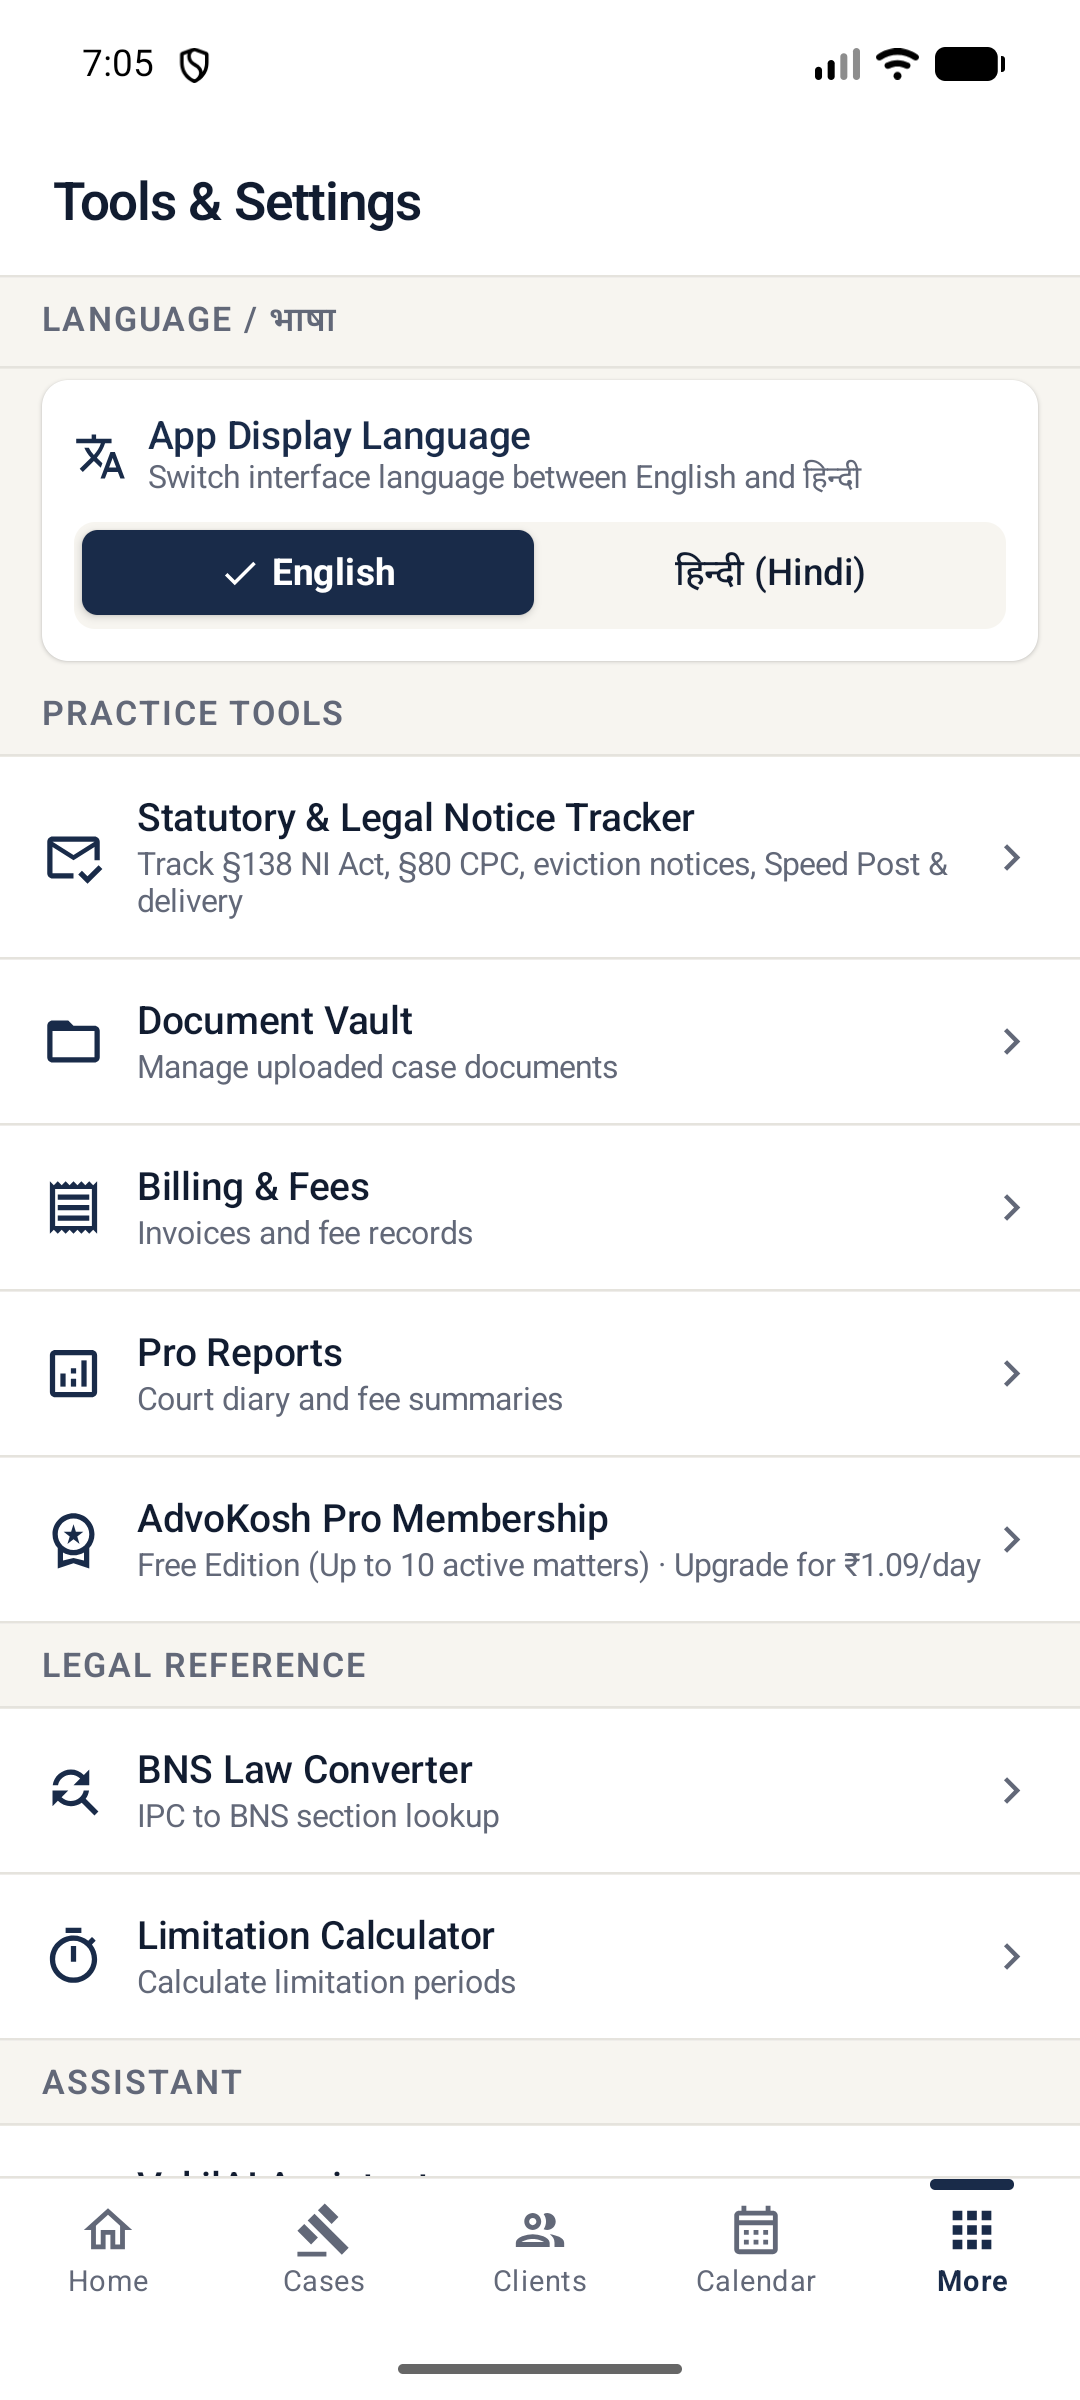 7:05
Tools & Settings
LANGUAGE / भाषा
App Display Language
Switch interface language between English and हिन्दी
English
हिन्दी (Hindi)
PRACTICE TOOLS
Statutory & Legal Notice Tracker
Track §138 NI Act, §80 CPC, eviction notices, Speed Post &
delivery
Document Vault
Manage uploaded case documents
Billing & Fees
Invoices and fee records
Pro Reports
Court diary and fee summaries
AdvoKosh Pro Membership
Free Edition (Up to 10 active matters) · Upgrade for ₹1.09/day
LEGAL REFERENCE
BNS Law Converter
IPC to BNS section lookup
Limitation Calculator
Calculate limitation periods
ASSISTANT
Home
Cases
Clients
Calendar
More